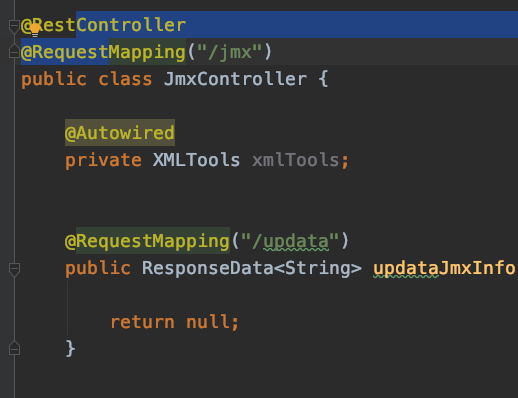 @RestController
@RequestMapping("/jmx")
public class JmxController {
@Autowired
private XMLTools xmlTools;
@RequestMapping("/updata")
public ResponseData<String> updataJmxInfo
return null;
}